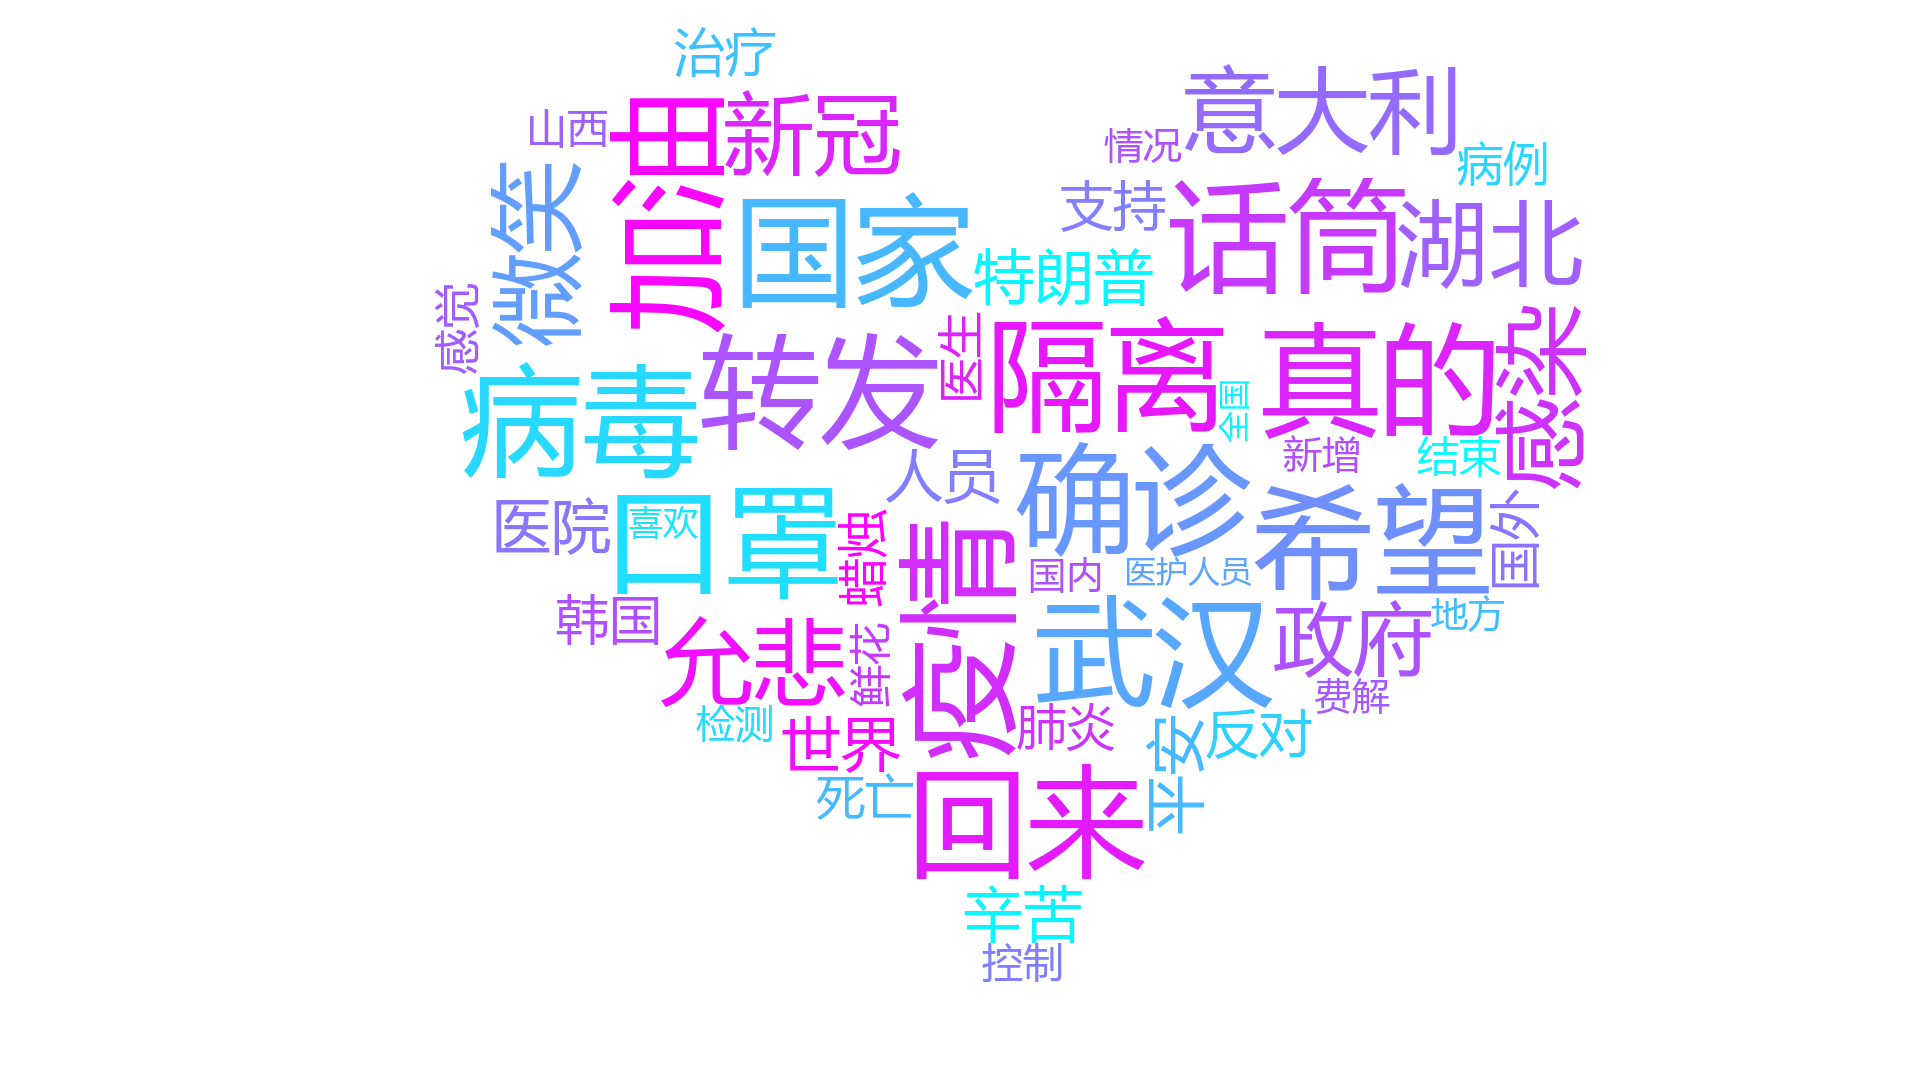 治疗
意大利
新冠
加油
山西
情况
病例
微笑
支持
话筒
国家
湖北
特朗普
感觉
医生
隔离
真的
感染
转发
病毒
全国
新增
结束
人员
确诊
希望
国外
医院
喜欢
口罩
蜡烛
疫情
国内
医护人员
韩国
武汉
政府
地方
允悲
鲜花
费解
检测
世界
肺炎
平安
反对
死亡
回来
辛苦
控制